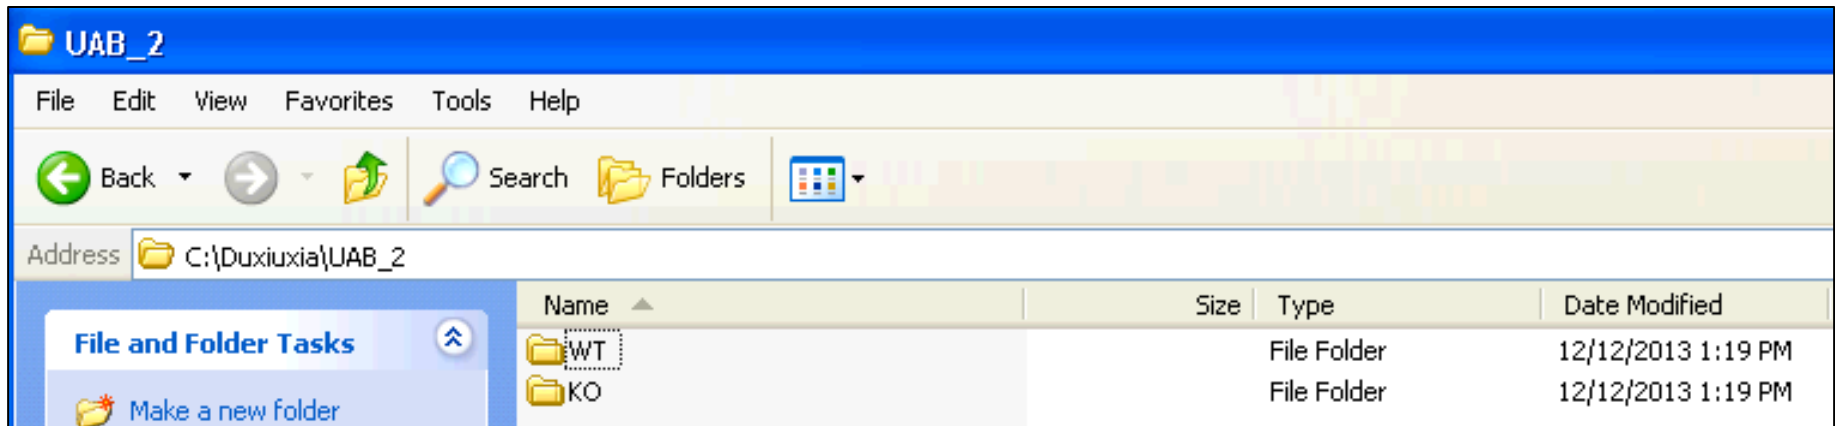 UAB_2
File Edit View Favorites Tools Help
Back Search Folders
Address C:\Duxiuxia\UAB_2
Name Size Type Date Modified
File and Folder Tasks
WT File Folder 12/12/2013 1:19 PM
KO File Folder 12/12/2013 1:19 PM
Make a new folder